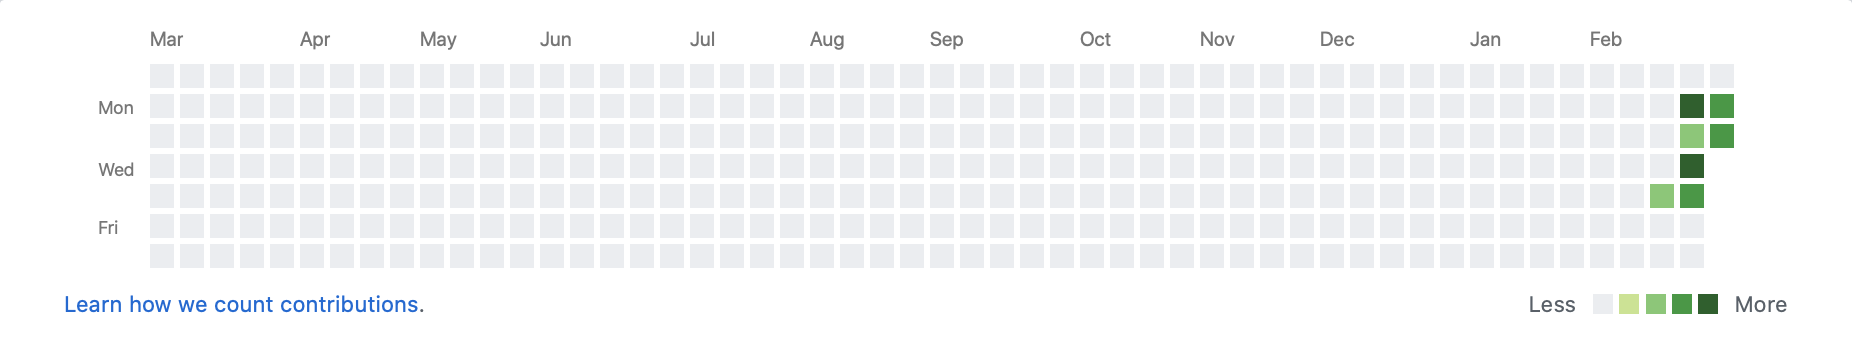 Mar Apr May Jun Jul Aug Sep Oct Nov Dec Jan Feb
Mon
Wed
Fri
Learn how we count contributions. Less More